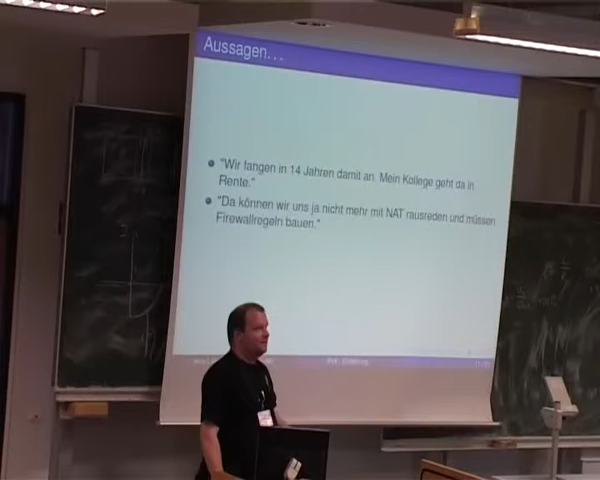 Aussagen...
"Wir fangen in 14 Jahren damit an. Mein Kollege geht da in
Rente."
"Da können wir uns ja nicht mehr mit NAT rausreden und müssen
Firewallregeln bauen."